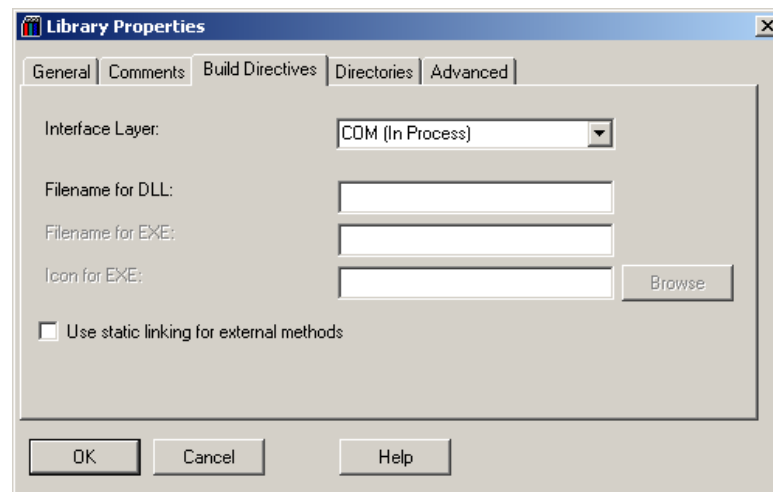 Library Properties
General Comments Build Directives Directories Advanced
Interface Layer: COM (In Process)
Filename for DLL:
Filename for EXE:
Icon for EXE: Browse
Use static linking for external methods
OK Cancel Help